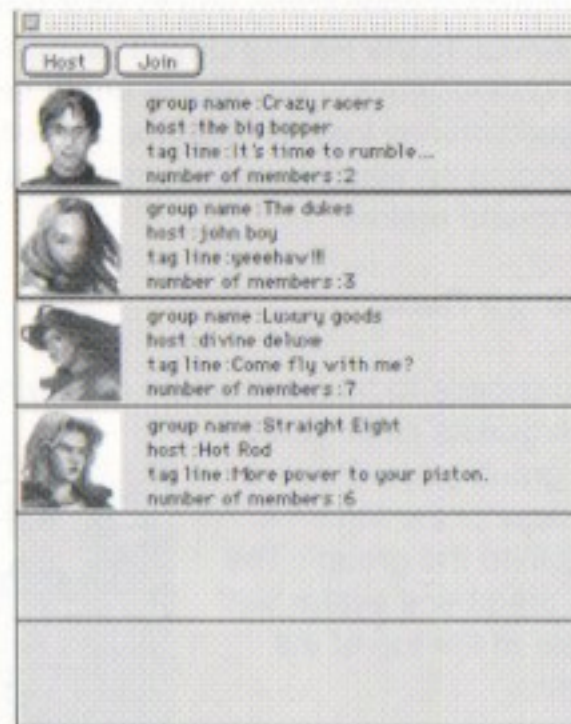 Host Join
group name :Crazy racers
host :the big bopper
tag line :It's time to rumble...
number of members :2
group name :The dukes
host :john boy
tag line :yeeehaw!!!
number of members :3
group name :Luxury goods
host :divine deluxe
tag line :Come fly with me?
number of members :7
group name :Straight Eight
host :Hot Rod
tag line :More power to your piston.
number of members :6